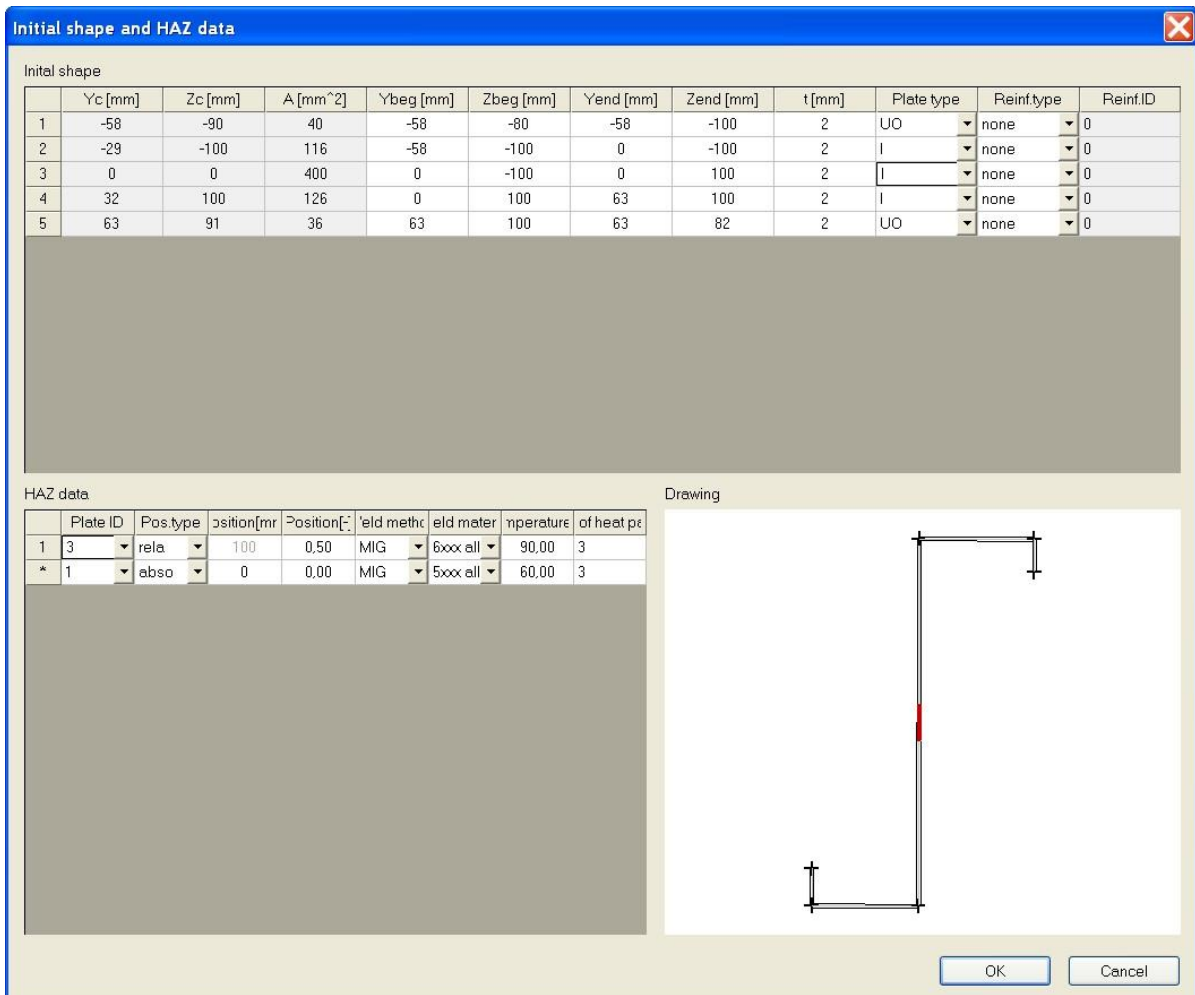 Initial shape and HAZ data
Inital shape
Yc [mm] Zc [mm] A [mm^2] Ybeg [mm] Zbeg [mm] Yend [mm] Zend [mm] t [mm] Plate type Reinf.type Reinf.ID
1 -58 -90 40 -58 -80 -58 -100 2 UO none 0
2 -29 -100 116 -58 -100 0 -100 2 I none 0
3 0 0 400 0 -100 0 100 2 I none 0
4 32 100 126 0 100 63 100 2 I none 0
5 63 91 36 63 100 63 82 2 UO none 0
HAZ data
Plate ID Pos.type osition[mr Position[-] 'eld methc eld mater nperature of heat pa
1 3 rela 100 0,50 MIG 6xxx all 90,00 3
* 1 abso 0 0,00 MIG 5xxx all 60,00 3
Drawing
OK Cancel